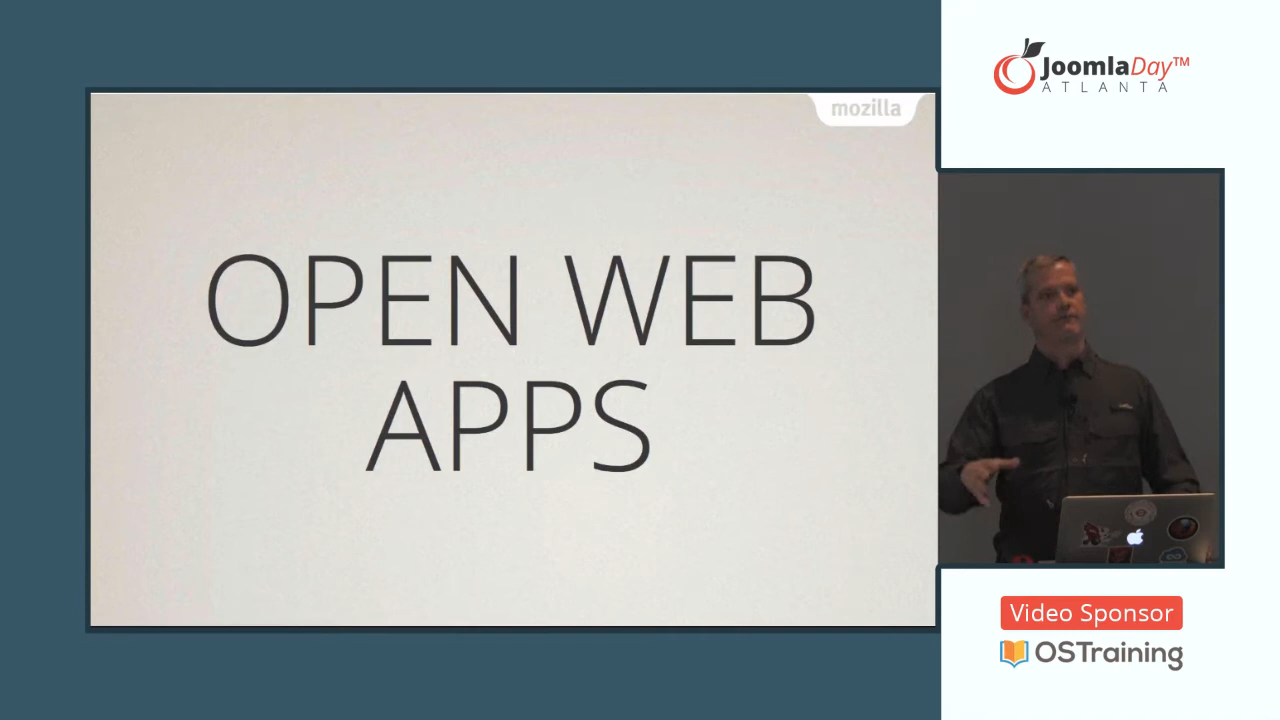 mozilla
OPEN WEB
APPS
JoomlaDay™
ATLANTA
Video Sponsor
OSTraining